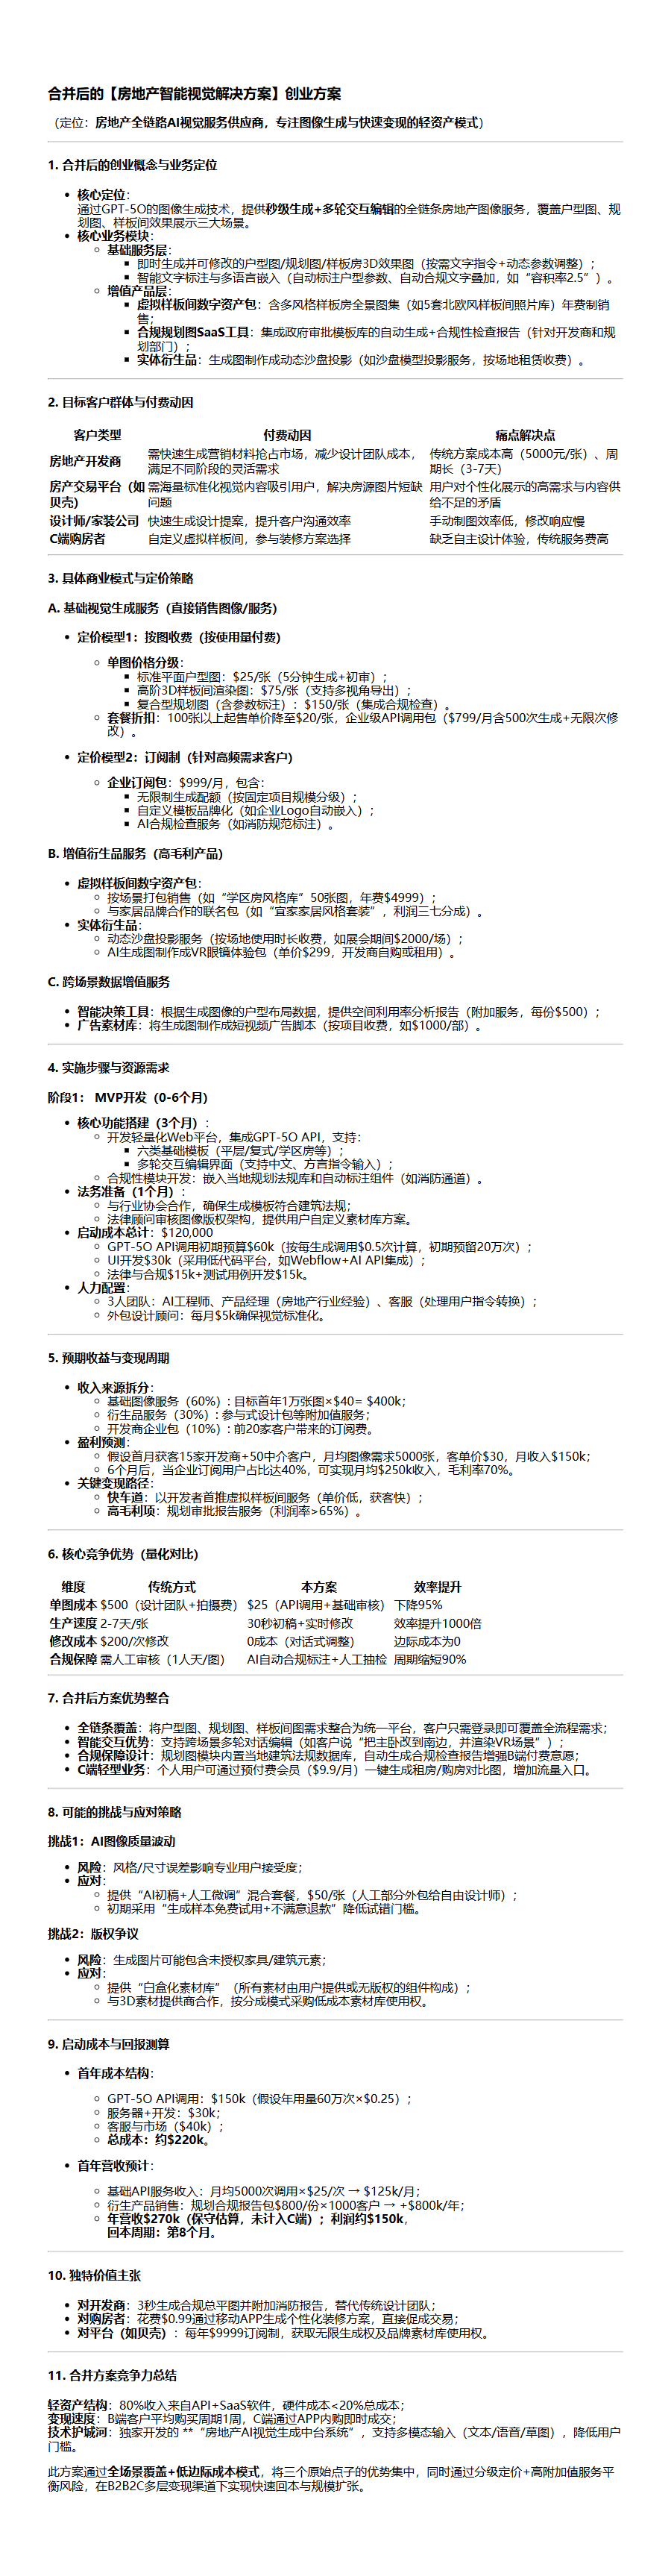 合并后的【房地产智能视觉解决方案】创业方案
（定位：房地产全链路AI视觉服务供应商，专注图像生成与快速变现的轻资产模式）
1. 合并后的创业概念与业务定位
• 核心定位：
通过GPT-5O的图像生成技术，提供秒级生成+多轮交互编辑的全链条房地产图像服务，覆盖户型图、规
划图、样板间效果展示三大场景。
• 核心业务模块：
◦ 基础服务层：
▪ 即时生成并可修改的户型图/规划图/样板房3D效果图（按需文字指令+动态参数调整）；
▪ 智能文字标注与多语言嵌入（自动标注户型参数、自动合规文字叠加，如“容积率2.5”）。
◦ 增值产品层：
▪ 虚拟样板间数字资产包：含多风格样板房全景图集（如5套北欧风样板间照片库）年费制销
售；
▪ 合规规划图SaaS工具：集成政府审批模板库的自动生成+合规性检查报告（针对开发商和规
划部门）；
▪ 实体衍生品：生成图制作成动态沙盘投影（如沙盘模型投影服务，按场地租赁收费）。
2. 目标客户群体与付费动因
客户类型 付费动因 痛点解决点
房地产开发商 需快速生成营销材料抢占市场，减少设计团队成本， 传统方案成本高（5000元/张）、周
满足不同阶段的灵活需求 期长（3-7天）
房产交易平台（如 需海量标准化视觉内容吸引用户，解决房源图片短缺 用户对个性化展示的高需求与内容供
贝壳） 问题 给不足的矛盾
设计师/家装公司 快速生成设计提案，提升客户沟通效率 手动制图效率低，修改响应慢
C端购房者 自定义虚拟样板间，参与装修方案选择 缺乏自主设计体验，传统服务费高
3. 具体商业模式与定价策略
A. 基础视觉生成服务（直接销售图像/服务）
• 定价模型1：按图收费（按使用量付费）
◦ 单图价格分级：
▪ 标准平面户型图：$25/张（5分钟生成+初审）；
▪ 高阶3D样板间渲染图：$75/张（支持多视角导出）；
▪ 复合型规划图（含参数标注）：$150/张（集成合规检查）。
◦ 套餐折扣：100张以上起售单价降至$20/张，企业级API调用包（$799/月含500次生成+无限次修
改）。
• 定价模型2：订阅制（针对高频需求客户）
◦ 企业订阅包：$999/月，包含：
▪ 无限制生成配额（按固定项目规模分级）；
▪ 自定义模板品牌化（如企业Logo自动嵌入）；
▪ AI合规检查服务（如消防规范标注）。
B. 增值衍生品服务（高毛利产品）
• 虚拟样板间数字资产包：
◦ 按场景打包销售（如“学区房风格库”50张图，年费$4999）；
◦ 与家居品牌合作的联名包（如“宜家家居风格套装”，利润三七分成）。
• 实体衍生品：
◦ 动态沙盘投影服务（按场地使用时长收费，如展会期间$2000/场）；
◦ AI生成图制作成VR眼镜体验包（单价$299，开发商自购或租用）。
C. 跨场景数据增值服务
• 智能决策工具：根据生成图像的户型布局数据，提供空间利用率分析报告（附加服务，每份$500）；
• 广告素材库：将生成图制作成短视频广告脚本（按项目收费，如$1000/部）。
4. 实施步骤与资源需求
阶段1： MVP开发（0-6个月）
• 核心功能搭建（3个月）：
◦ 开发轻量化Web平台，集成GPT-5O API，支持：
▪ 六类基础模板（平层/复式/学区房等）；
▪ 多轮交互编辑界面（支持中文、方言指令输入）；
◦ 合规性模块开发：嵌入当地规划法规库和自动标注组件（如消防通道）。
• 法务准备（1个月）：
◦ 与行业协会合作，确保生成模板符合建筑法规；
◦ 法律顾问审核图像版权架构，提供用户自定义素材库方案。
• 启动成本总计：$120,000
◦ GPT-5O API调用初期预算$60k（按每生成调用$0.5次计算，初期预留20万次）；
◦ UI开发$30k（采用低代码平台，如Webflow+AI API集成）；
◦ 法律与合规$15k+测试用例开发$15k。
• 人力配置：
◦ 3人团队：AI工程师、产品经理（房地产行业经验）、客服（处理用户指令转换）；
◦ 外包设计顾问：每月$5k确保视觉标准化。
5. 预期收益与变现周期
• 收入来源拆分：
◦ 基础图像服务（60%）：目标首年1万张图×$40= $400k；
◦ 衍生品服务（30%）：参与式设计包等附加值服务；
◦ 开发商企业包（10%）：前20家客户带来的订阅费。
• 盈利预测：
◦ 假设首月获客15家开发商+50中介客户，月均图像需求5000张，客单价$30，月收入$150k；
◦ 6个月后，当企业订阅用户占比达40%，可实现月均$250k收入，毛利率70%。
• 关键变现路径：
◦ 快车道：以开发者首推虚拟样板间服务（单价低，获客快）；
◦ 高毛利项：规划审批报告服务（利润率>65%）。
6. 核心竞争优势（量化对比）
维度 传统方式 本方案 效率提升
单图成本 $500（设计团队+拍摄费） $25（API调用+基础审核） 下降95%
生产速度 2-7天/张 30秒初稿+实时修改 效率提升1000倍
修改成本 $200/次修改 0成本（对话式调整） 边际成本为0
合规保障 需人工审核（1人天/图） AI自动合规标注+人工抽检 周期缩短90%
7. 合并后方案优势整合
• 全链条覆盖：将户型图、规划图、样板间图需求整合为统一平台，客户只需登录即可覆盖全流程需求；
• 智能交互优势：支持跨场景多轮对话编辑（如客户说“把主卧改到南边，并渲染VR场景”）；
• 合规保障设计：规划图模块内置当地建筑法规数据库，自动生成合规检查报告增强B端付费意愿；
• C端轻型业务：个人用户可通过预付费会员（$9.9/月）一键生成租房/购房对比图，增加流量入口。
8. 可能的挑战与应对策略
挑战1：AI图像质量波动
• 风险：风格/尺寸误差影响专业用户接受度；
• 应对：
◦ 提供“AI初稿+人工微调”混合套餐，$50/张（人工部分外包给自由设计师）；
◦ 初期采用“生成样本免费试用+不满意退款”降低试错门槛。
挑战2：版权争议
• 风险：生成图片可能包含未授权家具/建筑元素；
• 应对：
◦ 提供“白盒化素材库”（所有素材由用户提供或无版权的组件构成）；
◦ 与3D素材提供商合作，按分成模式采购低成本素材库使用权。
9. 启动成本与回报测算
• 首年成本结构：
◦ GPT-5O API调用：$150k（假设年用量60万次×$0.25）；
◦ 服务器+开发：$30k；
◦ 客服与市场（$40k）；
◦ 总成本：约$220k。
• 首年营收预计：
◦ 基础API服务收入：月均5000次调用×$25/次 → $125k/月；
◦ 衍生产品销售：规划合规报告包$800/份×1000客户 → +$800k/年；
◦ 年营收$270k（保守估算，未计入C端）；利润约$150k，
回本周期：第8个月。
10. 独特价值主张
• 对开发商：3秒生成合规总平图并附加消防报告，替代传统设计团队；
• 对购房者：花费$0.99通过移动APP生成个性化装修方案，直接促成交易；
• 对平台（如贝壳）：每年$9999订阅制，获取无限生成权及品牌素材库使用权。
11. 合并方案竞争力总结
轻资产结构：80%收入来自API+SaaS软件，硬件成本<20%总成本；
变现速度：B端客户平均购买周期1周，C端通过APP内购即时成交；
技术护城河：独家开发的 **“房地产AI视觉生成中台系统”，支持多模态输入（文本/语音/草图），降低用户
门槛。
此方案通过全场景覆盖+低边际成本模式，将三个原始点子的优势集中，同时通过分级定价+高附加值服务平
衡风险，在B2B2C多层变现渠道下实现快速回本与规模扩张。